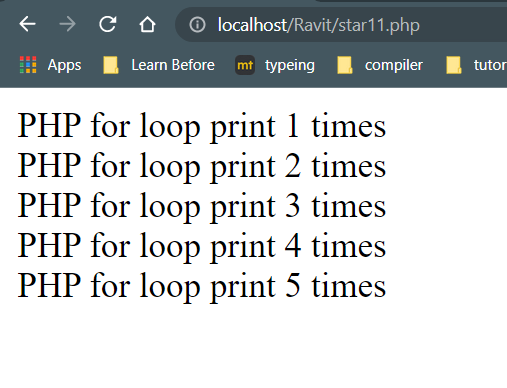 localhost/Ravit/star11.php
Apps Learn Before mt typeing compiler tutor
PHP for loop print 1 times
PHP for loop print 2 times
PHP for loop print 3 times
PHP for loop print 4 times
PHP for loop print 5 times